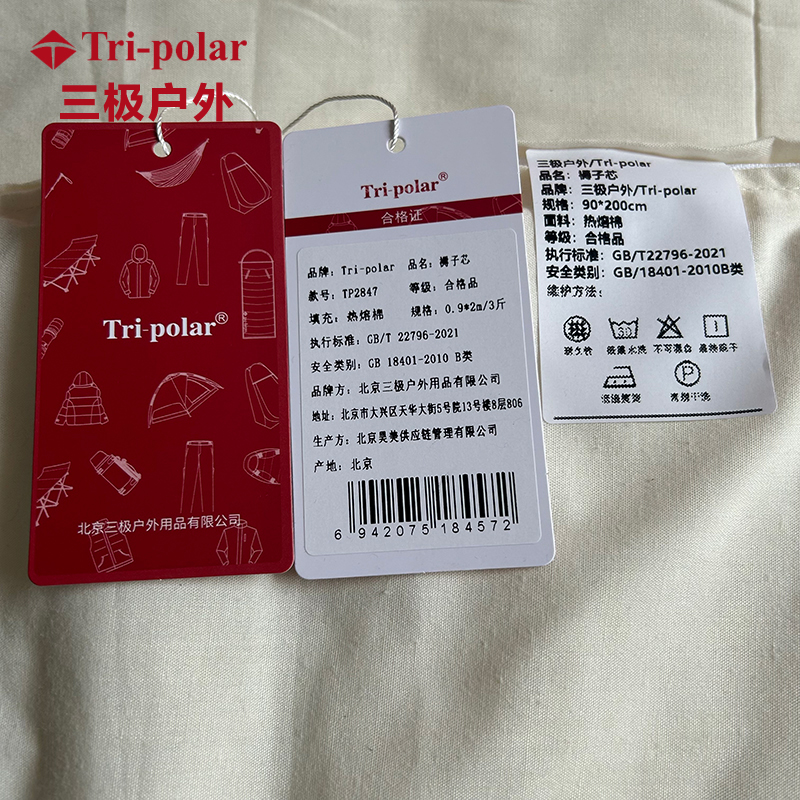 Tri-polar
三极户外
Tri-polar®
北京三极户外用品有限公司
Tri-polar®
合格证
品牌: Tri-polar 品名: 褥子芯
款号: TP2847 等级: 合格品
填充: 热熔棉 规格: 0.9*2m/3斤
执行标准: GB/T 22796-2021
安全类别: GB 18401-2010 B类
品牌方: 北京三极户外用品有限公司
地址: 北京市大兴区天华大街5号院13号楼8层806
生产方: 北京昊美供应链管理有限公司
产地: 北京
6 942075 184572
三极户外/Tri-polar
品名: 褥子芯
品牌: 三极户外/Tri-polar
规格: 90*200cm
面料: 热熔棉
等级: 合格品
执行标准: GB/T22796-2021
安全类别: GB/18401-2010B类
维护方法:
不可漂白
P